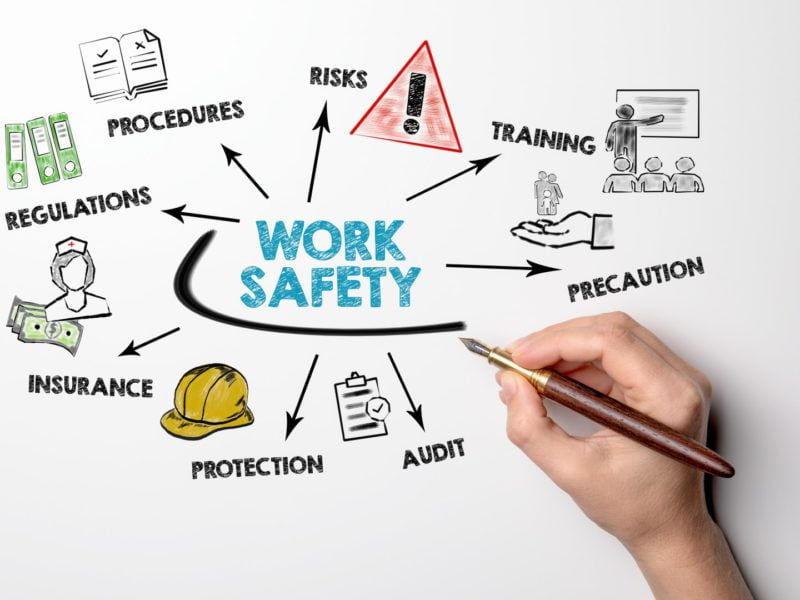 RISKS
PROCEDURES
TRAINING
REGULATIONS
WORK
SAFETY
PRECAUTION
INSURANCE
PROTECTION
AUDIT